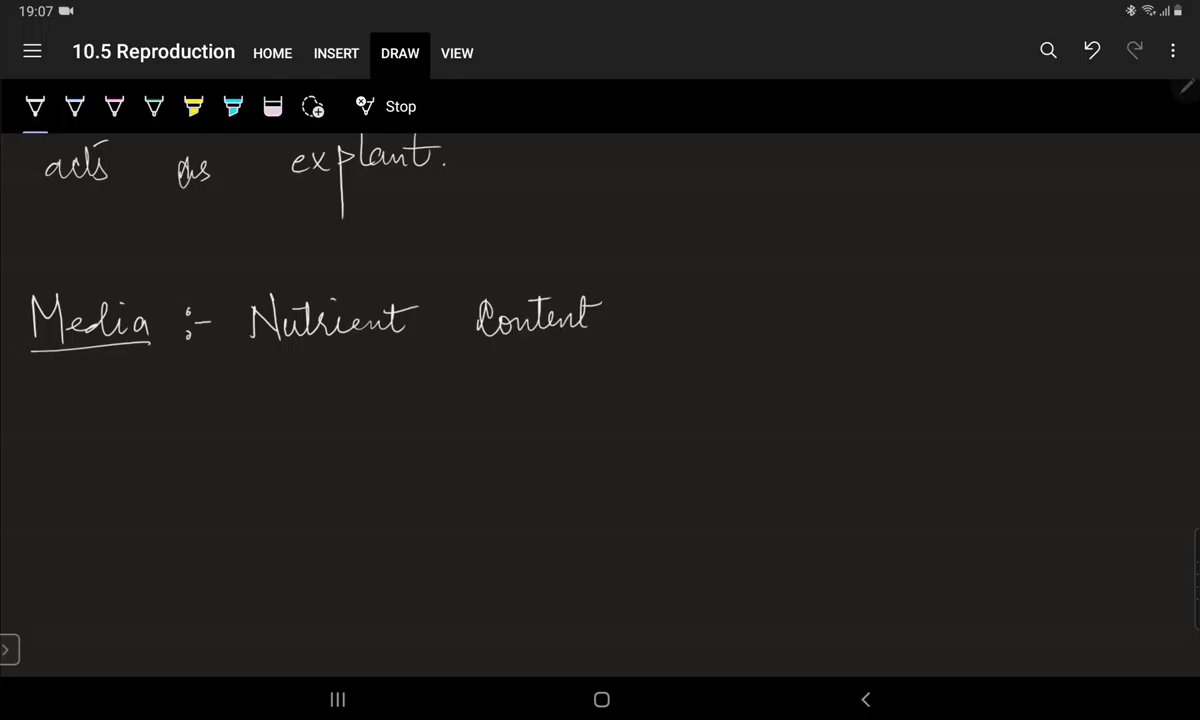 19:07
10.5 Reproduction HOME INSERT DRAW VIEW
Stop
acts as explant.
Media :- Nutrient Content